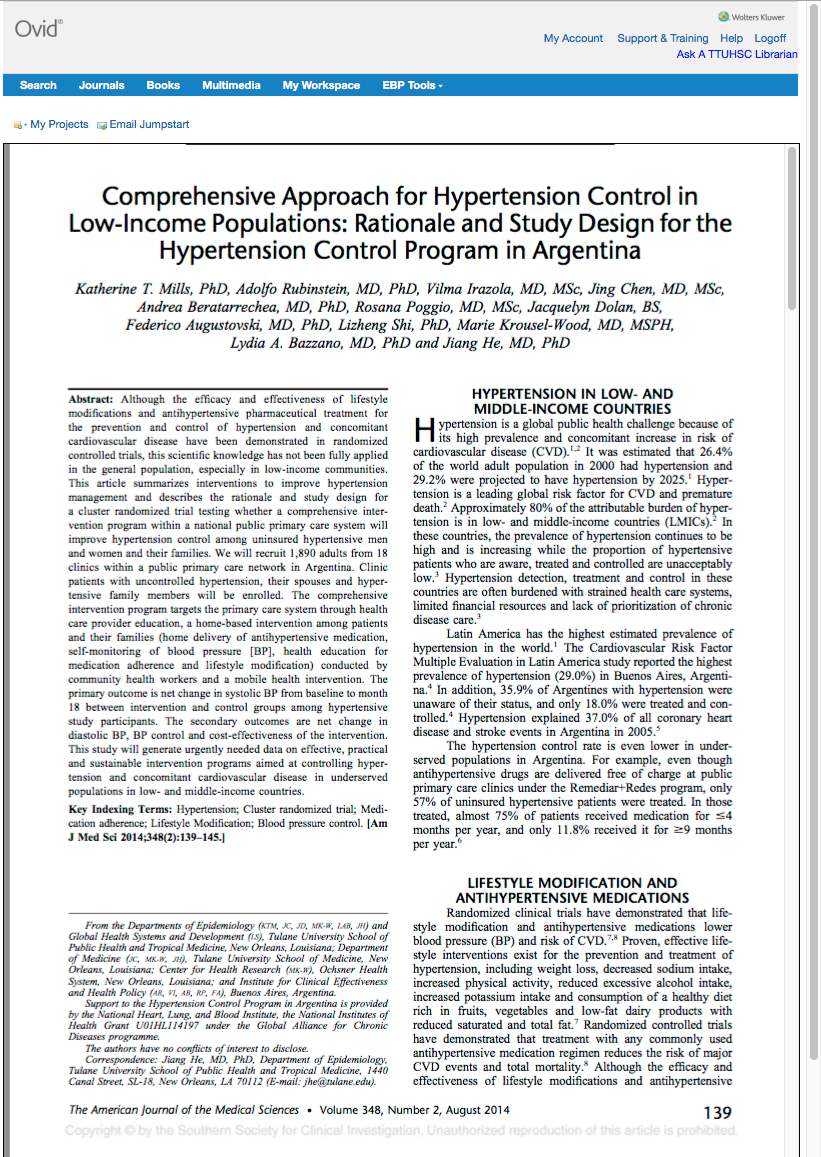 Ovid®
Wolters Kluwer
My Account Support & Training Help Logoff
Ask A TTUHSC Librarian
Search Journals Books Multimedia My Workspace EBP Tools
My Projects Email Jumpstart
Comprehensive Approach for Hypertension Control in
Low-Income Populations: Rationale and Study Design for the
Hypertension Control Program in Argentina
Katherine T. Mills, PhD, Adolfo Rubinstein, MD, PhD, Vilma Irazola, MD, MSc, Jing Chen, MD, MSc,
Andrea Beratarrechea, MD, PhD, Rosana Poggio, MD, MSc, Jacquelyn Dolan, BS,
Federico Augustovski, MD, PhD, Lizheng Shi, PhD, Marie Krousel-Wood, MD, MSPH,
Lydia A. Bazzano, MD, PhD and Jiang He, MD, PhD
Abstract: Although the efficacy and effectiveness of lifestyle
modifications and antihypertensive pharmaceutical treatment for
the prevention and control of hypertension and concomitant
cardiovascular disease have been demonstrated in randomized
controlled trials, this scientific knowledge has not been fully applied
in the general population, especially in low-income communities.
This article summarizes interventions to improve hypertension
management and describes the rationale and study design for
a cluster randomized trial testing whether a comprehensive inter-
vention program within a national public primary care system will
improve hypertension control among uninsured hypertensive men
and women and their families. We will recruit 1,890 adults from 18
clinics within a public primary care network in Argentina. Clinic
patients with uncontrolled hypertension, their spouses and hyper-
tensive family members will be enrolled. The comprehensive
intervention program targets the primary care system through health
care provider education, a home-based intervention among patients
and their families (home delivery of antihypertensive medication,
self-monitoring of blood pressure [BP], health education for
medication adherence and lifestyle modification) conducted by
community health workers and a mobile health intervention. The
primary outcome is net change in systolic BP from baseline to month
18 between intervention and control groups among hypertensive
study participants. The secondary outcomes are net change in
diastolic BP, BP control and cost-effectiveness of the intervention.
This study will generate urgently needed data on effective, practical
and sustainable intervention programs aimed at controlling hyper-
tension and concomitant cardiovascular disease in underserved
populations in low- and middle-income countries.
Key Indexing Terms: Hypertension; Cluster randomized trial; Medi-
cation adherence; Lifestyle Modification; Blood pressure control. [Am
J Med Sci 2014;348(2):139–145.]
From the Departments of Epidemiology (KTM, JC, JD, MK-W, LAB, JH) and
Global Health Systems and Development (LS), Tulane University School of
Public Health and Tropical Medicine, New Orleans, Louisiana; Department
of Medicine (JC, MK-W, JH), Tulane University School of Medicine, New
Orleans, Louisiana; Center for Health Research (MK-W), Ochsner Health
System, New Orleans, Louisiana; and Institute for Clinical Effectiveness
and Health Policy (AR, VI, AB, RP, FA), Buenos Aires, Argentina.
Support to the Hypertension Control Program in Argentina is provided
by the National Heart, Lung, and Blood Institute, the National Institutes of
Health Grant U01HL114197 under the Global Alliance for Chronic
Diseases programme.
The authors have no conflicts of interest to disclose.
Correspondence: Jiang He, MD, PhD, Department of Epidemiology,
Tulane University School of Public Health and Tropical Medicine, 1440
Canal Street, SL-18, New Orleans, LA 70112 (E-mail: jhe@tulane.edu).
HYPERTENSION IN LOW- AND
MIDDLE-INCOME COUNTRIES
Hypertension is a global public health challenge because of
its high prevalence and concomitant increase in risk of
cardiovascular disease (CVD).1,2 It was estimated that 26.4%
of the world adult population in 2000 had hypertension and
29.2% were projected to have hypertension by 2025.1 Hyper-
tension is a leading global risk factor for CVD and premature
death.2 Approximately 80% of the attributable burden of hyper-
tension is in low- and middle-income countries (LMICs).2 In
these countries, the prevalence of hypertension continues to be
high and is increasing while the proportion of hypertensive
patients who are aware, treated and controlled are unacceptably
low.3 Hypertension detection, treatment and control in these
countries are often burdened with strained health care systems,
limited financial resources and lack of prioritization of chronic
disease care.3
Latin America has the highest estimated prevalence of
hypertension in the world.1 The Cardiovascular Risk Factor
Multiple Evaluation in Latin America study reported the highest
prevalence of hypertension (29.0%) in Buenos Aires, Argenti-
na.4 In addition, 35.9% of Argentines with hypertension were
unaware of their status, and only 18.0% were treated and con-
trolled.4 Hypertension explained 37.0% of all coronary heart
disease and stroke events in Argentina in 2005.5
The hypertension control rate is even lower in under-
served populations in Argentina. For example, even though
antihypertensive drugs are delivered free of charge at public
primary care clinics under the Remediar+Redes program, only
57% of uninsured hypertensive patients were treated. In those
treated, almost 75% of patients received medication for ≤4
months per year, and only 11.8% received it for ≥9 months
per year.6
LIFESTYLE MODIFICATION AND
ANTIHYPERTENSIVE MEDICATIONS
Randomized clinical trials have demonstrated that life-
style modification and antihypertensive medications lower
blood pressure (BP) and risk of CVD.7,8 Proven, effective life-
style interventions exist for the prevention and treatment of
hypertension, including weight loss, decreased sodium intake,
increased physical activity, reduced excessive alcohol intake,
increased potassium intake and consumption of a healthy diet
rich in fruits, vegetables and low-fat dairy products with
reduced saturated and total fat.7 Randomized controlled trials
have demonstrated that treatment with any commonly used
antihypertensive medication regimen reduces the risk of major
CVD events and total mortality.8 Although the efficacy and
effectiveness of lifestyle modifications and antihypertensive
The American Journal of the Medical Sciences • Volume 348, Number 2, August 2014 139
Copyright © by the Southern Society for Clinical Investigation. Unauthorized reproduction of this article is prohibited.